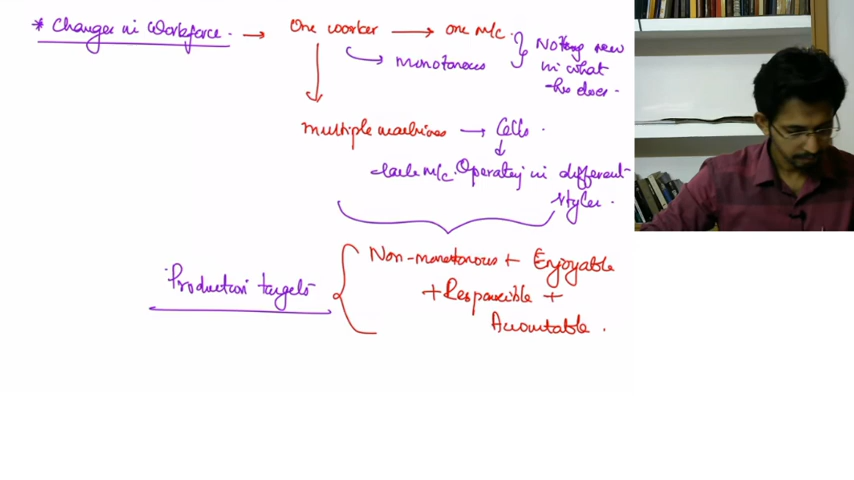 * Changes in Workforce. → One worker → one M/c.
↳ monotonous
Nothing new
in what
he does.
multiple machines → Cells.
↓
each M/c. Operating in different
styles.
Production targets
Non-monotonous + Enjoyable
+ Responsible +
Accountable.